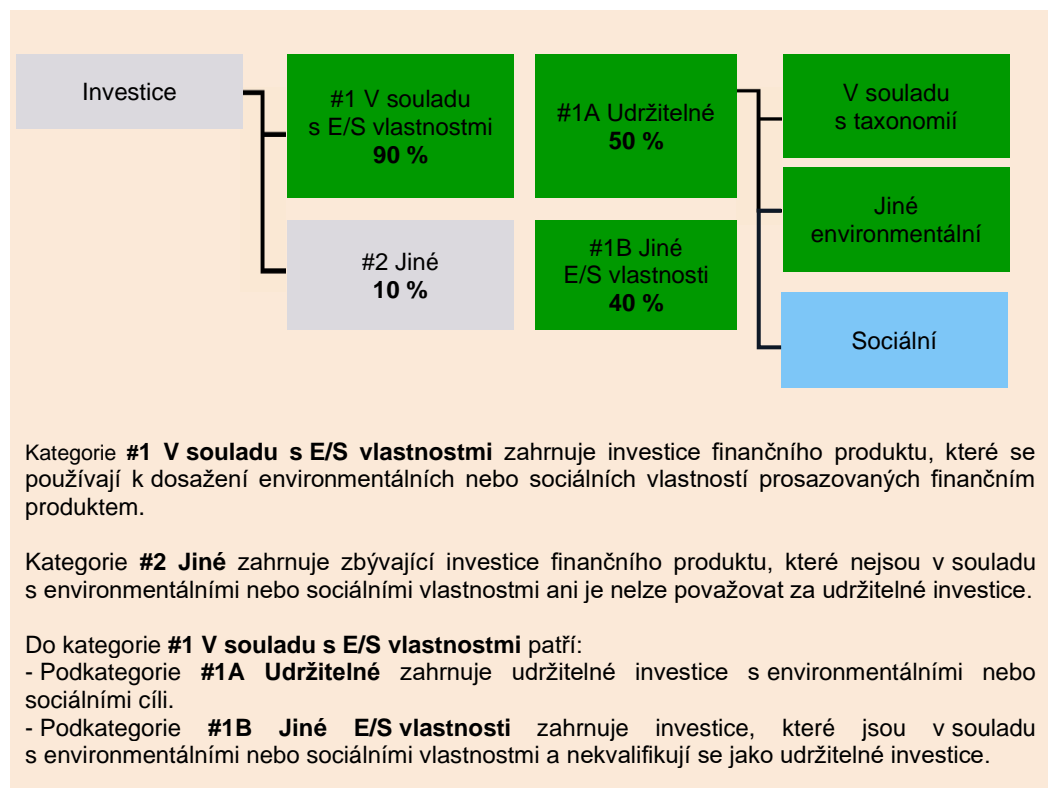 Investice
#1 V souladu
s E/S vlastnostmi
90 %
#2 Jiné
10 %
#1A Udržitelné
50 %
#1B Jiné
E/S vlastnosti
40 %
V souladu
s taxonomií
Jiné
environmentální
Sociální
Kategorie #1 V souladu s E/S vlastnostmi zahrnuje investice finančního produktu, které se
používají k dosažení environmentálních nebo sociálních vlastností prosazovaných finančním
produktem.
Kategorie #2 Jiné zahrnuje zbývající investice finančního produktu, které nejsou v souladu
s environmentálními nebo sociálními vlastnostmi ani je nelze považovat za udržitelné investice.
Do kategorie #1 V souladu s E/S vlastnostmi patří:
- Podkategorie #1A Udržitelné zahrnuje udržitelné investice s environmentálními nebo
sociálními cíli.
- Podkategorie #1B Jiné E/S vlastnosti zahrnuje investice, které jsou v souladu
s environmentálními nebo sociálními vlastnostmi a nekvalifikují se jako udržitelné investice.